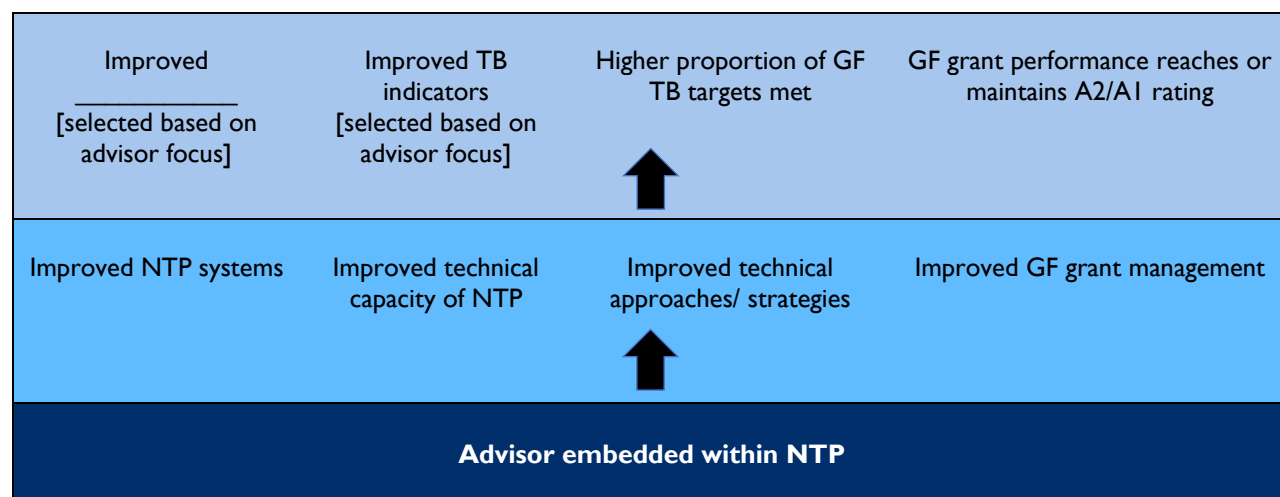 Improved
___________
[selected based on
advisor focus]
Improved TB
indicators
[selected based on
advisor focus]
Higher proportion of GF
TB targets met
GF grant performance reaches or
maintains A2/A1 rating
Improved NTP systems
Improved technical
capacity of NTP
Improved technical
approaches/ strategies
Improved GF grant management
Advisor embedded within NTP